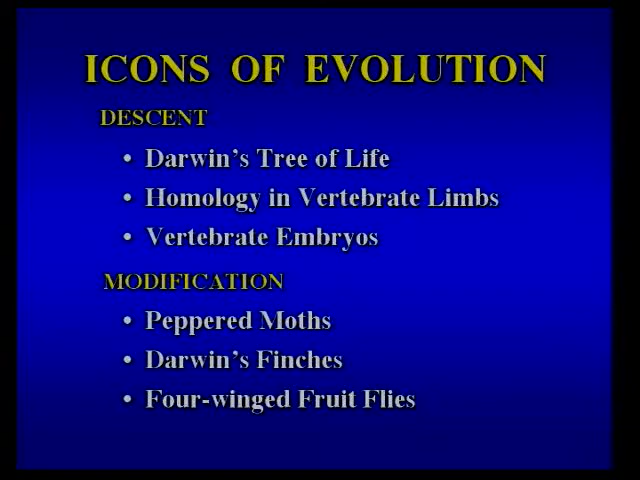 ICONS OF EVOLUTION
DESCENT
• Darwin's Tree of Life
• Homology in Vertebrate Limbs
• Vertebrate Embryos
MODIFICATION
• Peppered Moths
• Darwin's Finches
• Four-winged Fruit Flies